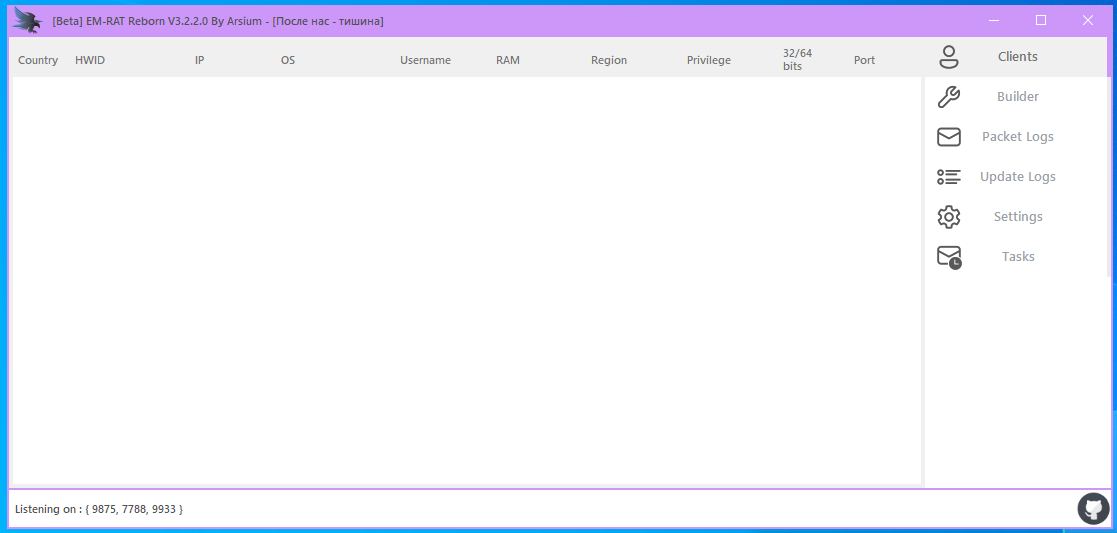 [Beta] EM-RAT Reborn V3.2.2.0 By Arsium - [После нас - тишина]
Country HWID IP OS Username RAM Region Privilege 32/64 bits Port
Clients
Builder
Packet Logs
Update Logs
Settings
Tasks
Listening on : { 9875, 7788, 9933 }